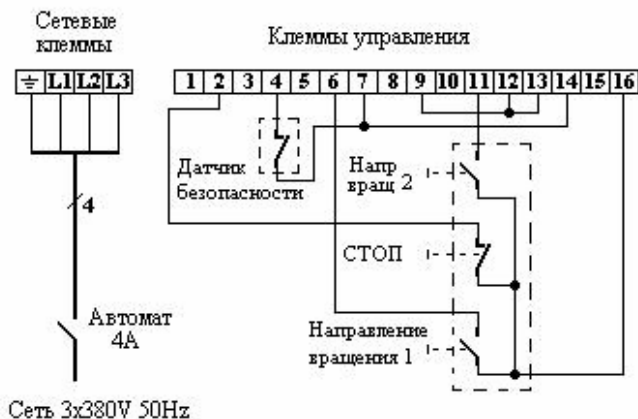 Сетевые
клеммы
Клеммы управления
L1 L2 L3
1 2 3 4 5 6 7 8 9 10 11 12 13 14 15 16
Датчик
безопасности
Напр
вращ 2
4
СТОП
Автомат
4А
Направление
вращения 1
Сеть 3х380V 50Hz